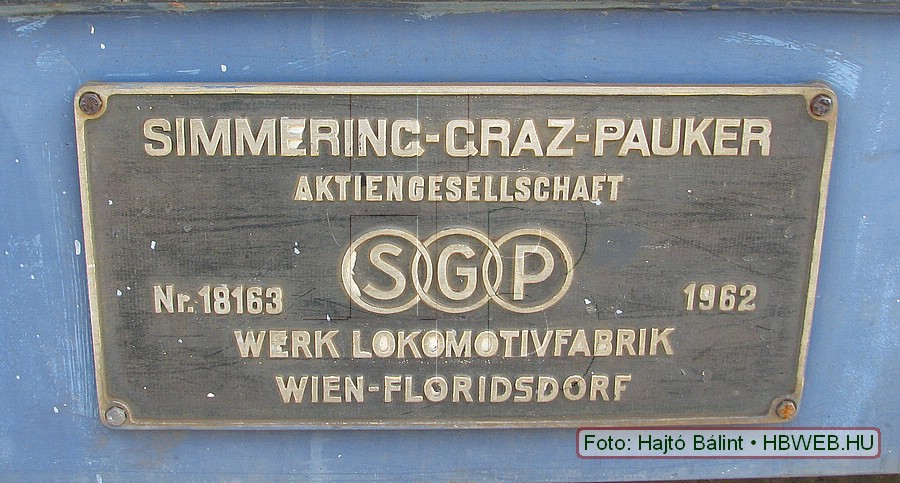 SIMMERING-GRAZ-PAUKER
AKTIENGESELLSCHAFT
SGP
Nr. 18163 1962
WERK LOKOMOTIVFABRIK
WIEN-FLORIDSDORF
Foto: Hajtó Bálint • HBWEB.HU